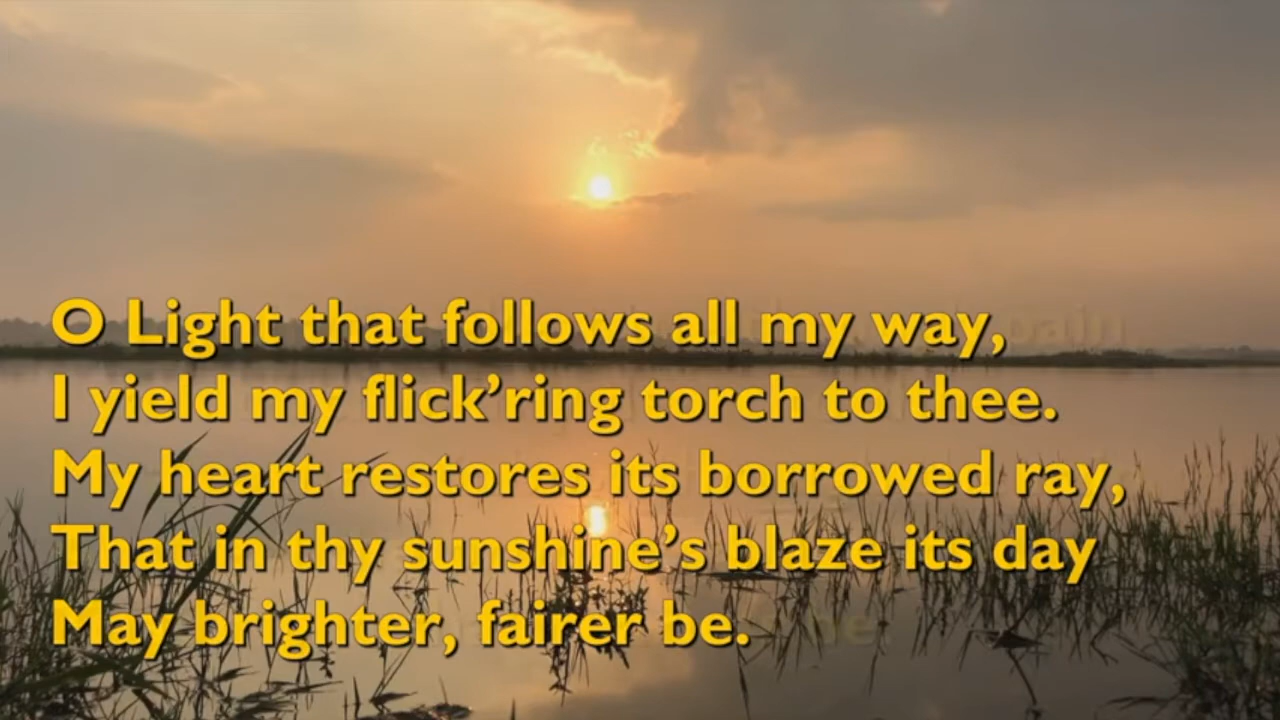 O Light that follows all my way,
I yield my flick’ring torch to thee.
My heart restores its borrowed ray,
That in thy sunshine’s blaze its day
May brighter, fairer be.